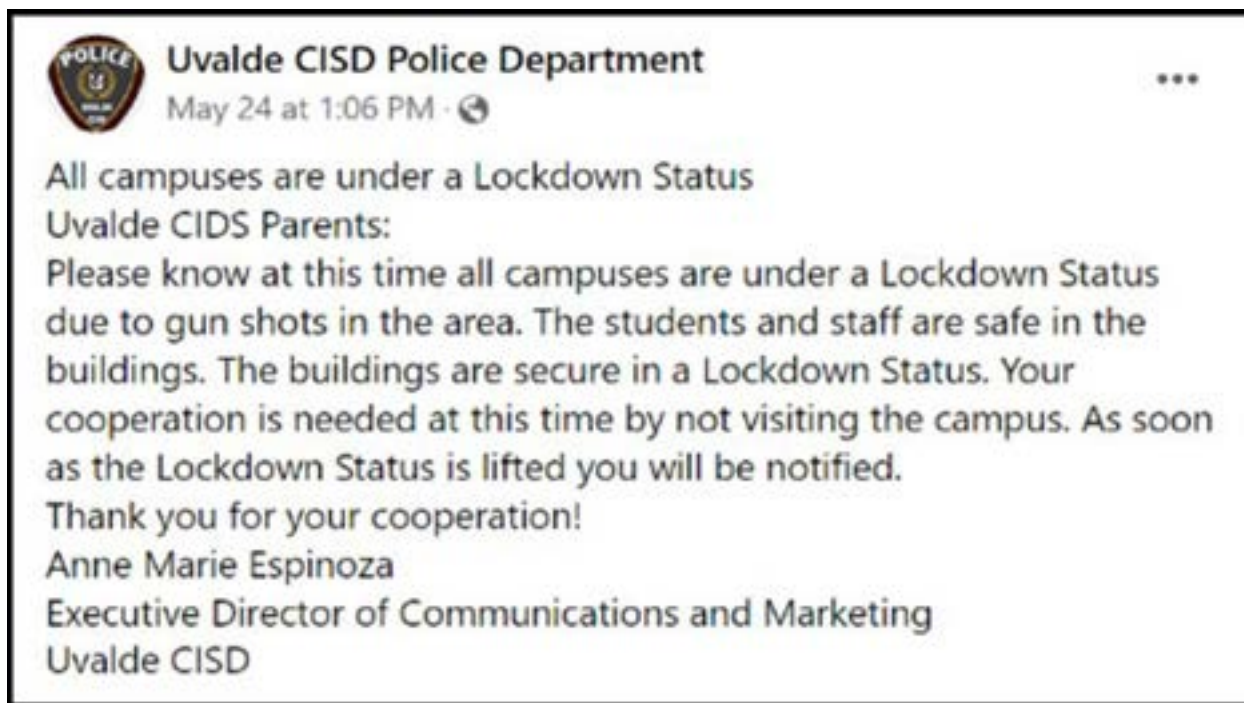 POLICE
Uvalde CISD Police Department
May 24 at 1:06 PM ·
All campuses are under a Lockdown Status
Uvalde CIDS Parents:
Please know at this time all campuses are under a Lockdown Status
due to gun shots in the area. The students and staff are safe in the
buildings. The buildings are secure in a Lockdown Status. Your
cooperation is needed at this time by not visiting the campus. As soon
as the Lockdown Status is lifted you will be notified.
Thank you for your cooperation!
Anne Marie Espinoza
Executive Director of Communications and Marketing
Uvalde CISD